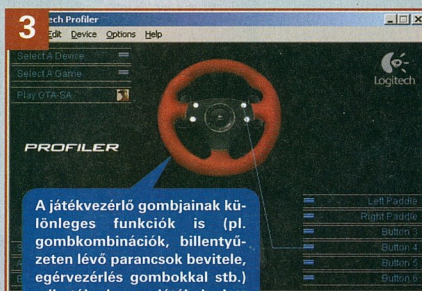 3
ech Profiler
Edit Device Options Help
Select A Device
Select A Game
Play GTA-SA
Logitech
PROFILER
A játékvezérlő gombjainak kü-
lönleges funkciók is (pl.
gombkombinációk, billentyű-
zeten lévő parancsok bevitele,
egérvezérlés gombokkal stb.)
Left Paddle
Right Paddle
Button 3
Button 4
Button 5
Button 6